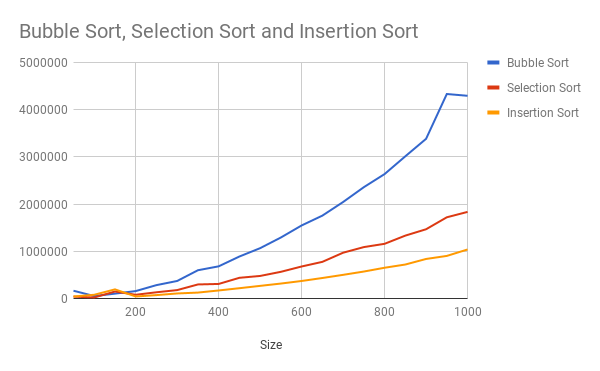 Bubble Sort, Selection Sort and Insertion Sort
5000000
4000000
3000000
2000000
1000000
0
200
400
600
800
1000
Size
Bubble Sort
Selection Sort
Insertion Sort